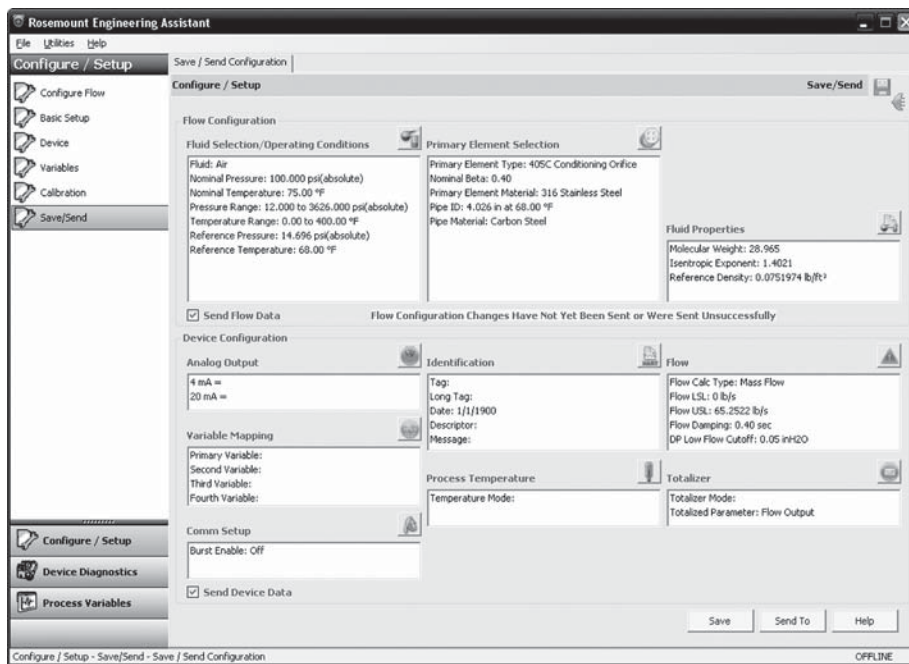 Rosemount Engineering Assistant
File Utilities Help
Configure / Setup
Configure Flow
Basic Setup
Device
Variables
Calibration
Save/Send
Configure / Setup
Device Diagnostics
Process Variables
Save / Send Configuration
Configure / Setup
Save/Send
Flow Configuration
Fluid Selection/Operating Conditions
Fluid: Air
Nominal Pressure: 100.000 psi(absolute)
Nominal Temperature: 75.00 °F
Pressure Range: 12.000 to 3626.000 psi(absolute)
Temperature Range: 0.00 to 400.00 °F
Reference Pressure: 14.696 psi(absolute)
Reference Temperature: 68.00 °F
Primary Element Selection
Primary Element Type: 405C Conditioning Orifice
Nominal Beta: 0.40
Primary Element Material: 316 Stainless Steel
Pipe ID: 4.026 in at 68.00 °F
Pipe Material: Carbon Steel
Fluid Properties
Molecular Weight: 28.965
Isentropic Exponent: 1.4021
Reference Density: 0.0751974 lb/ft³
Send Flow Data
Flow Configuration Changes Have Not Yet Been Sent or Were Sent Unsuccessfully
Device Configuration
Analog Output
4 mA =
20 mA =
Variable Mapping
Primary Variable:
Second Variable:
Third Variable:
Fourth Variable:
Comm Setup
Burst Enable: Off
Identification
Tag:
Long Tag:
Date: 1/1/1900
Descriptor:
Message:
Process Temperature
Temperature Mode:
Flow
Flow Calc Type: Mass Flow
Flow LSL: 0 lb/s
Flow USL: 65.2522 lb/s
Flow Damping: 0.40 sec
DP Low Flow Cutoff: 0.05 inH2O
Totalizer
Totalizer Mode:
Totalized Parameter: Flow Output
Send Device Data
Save
Send To
Help
Configure / Setup - Save/Send - Save / Send Configuration
OFFLINE